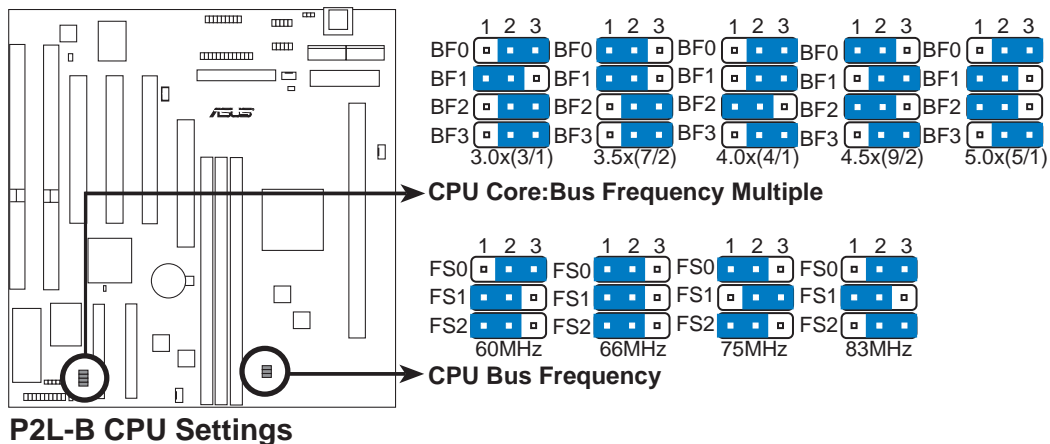 1 2 3 1 2 3 1 2 3 1 2 3 1 2 3
BF0 BF0 BF0 BF0 BF0
BF1 BF1 BF1 BF1 BF1
BF2 BF2 BF2 BF2 BF2
BF3 BF3 BF3 BF3 BF3
3.0x(3/1) 3.5x(7/2) 4.0x(4/1) 4.5x(9/2) 5.0x(5/1)
ASUS
CPU Core:Bus Frequency Multiple
1 2 3 1 2 3 1 2 3 1 2 3
FS0 FS0 FS0 FS0
FS1 FS1 FS1 FS1
FS2 FS2 FS2 FS2
60MHz 66MHz 75MHz 83MHz
CPU Bus Frequency
P2L-B CPU Settings